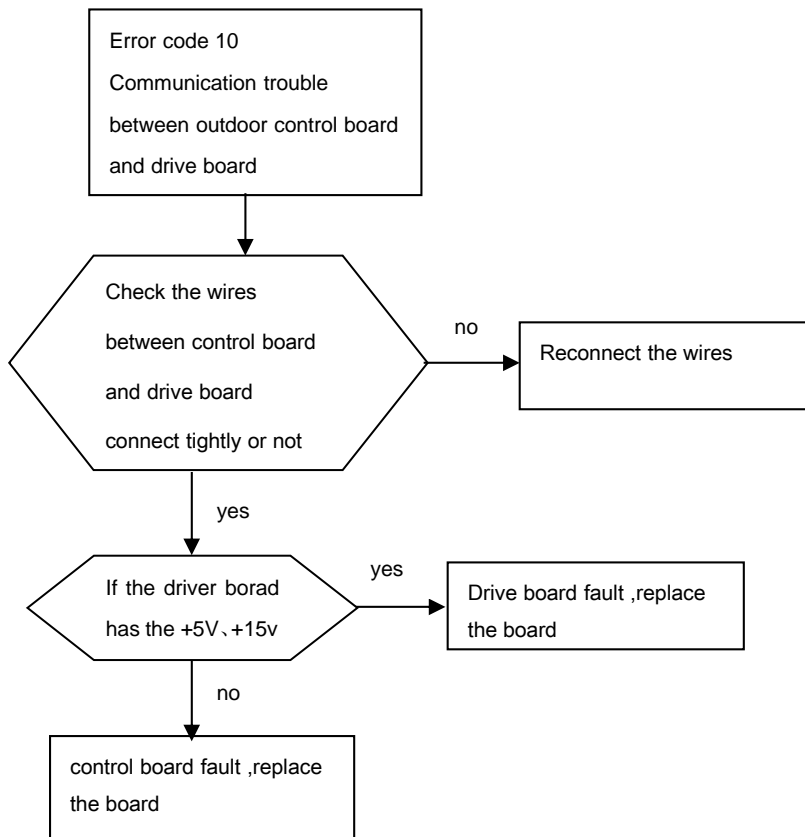 Error code 10
Communication trouble
between outdoor control board
and drive board
Check the wires
between control board
and drive board
connect tightly or not
no
Reconnect the wires
yes
If the driver borad
has the +5V、+15v
yes
Drive board fault ,replace
the board
no
control board fault ,replace
the board